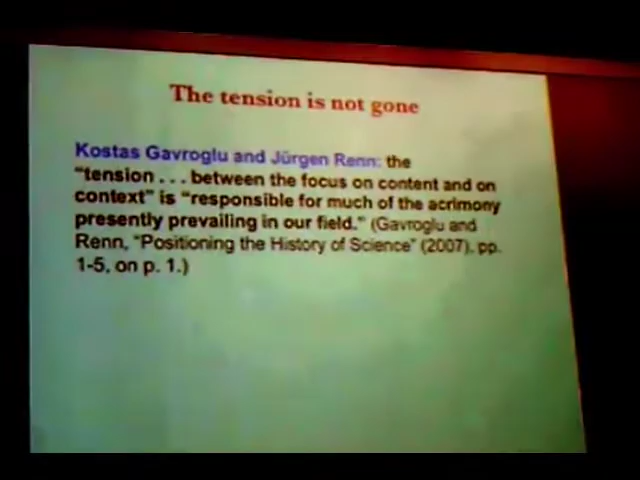 The tension is not gone
Kostas Gavroglu and Jürgen Renn: the
"tension . . . between the focus on content and on
context" is "responsible for much of the acrimony
presently prevailing in our field." (Gavroglu and
Renn, "Positioning the History of Science" (2007), pp.
1-5, on p. 1.)